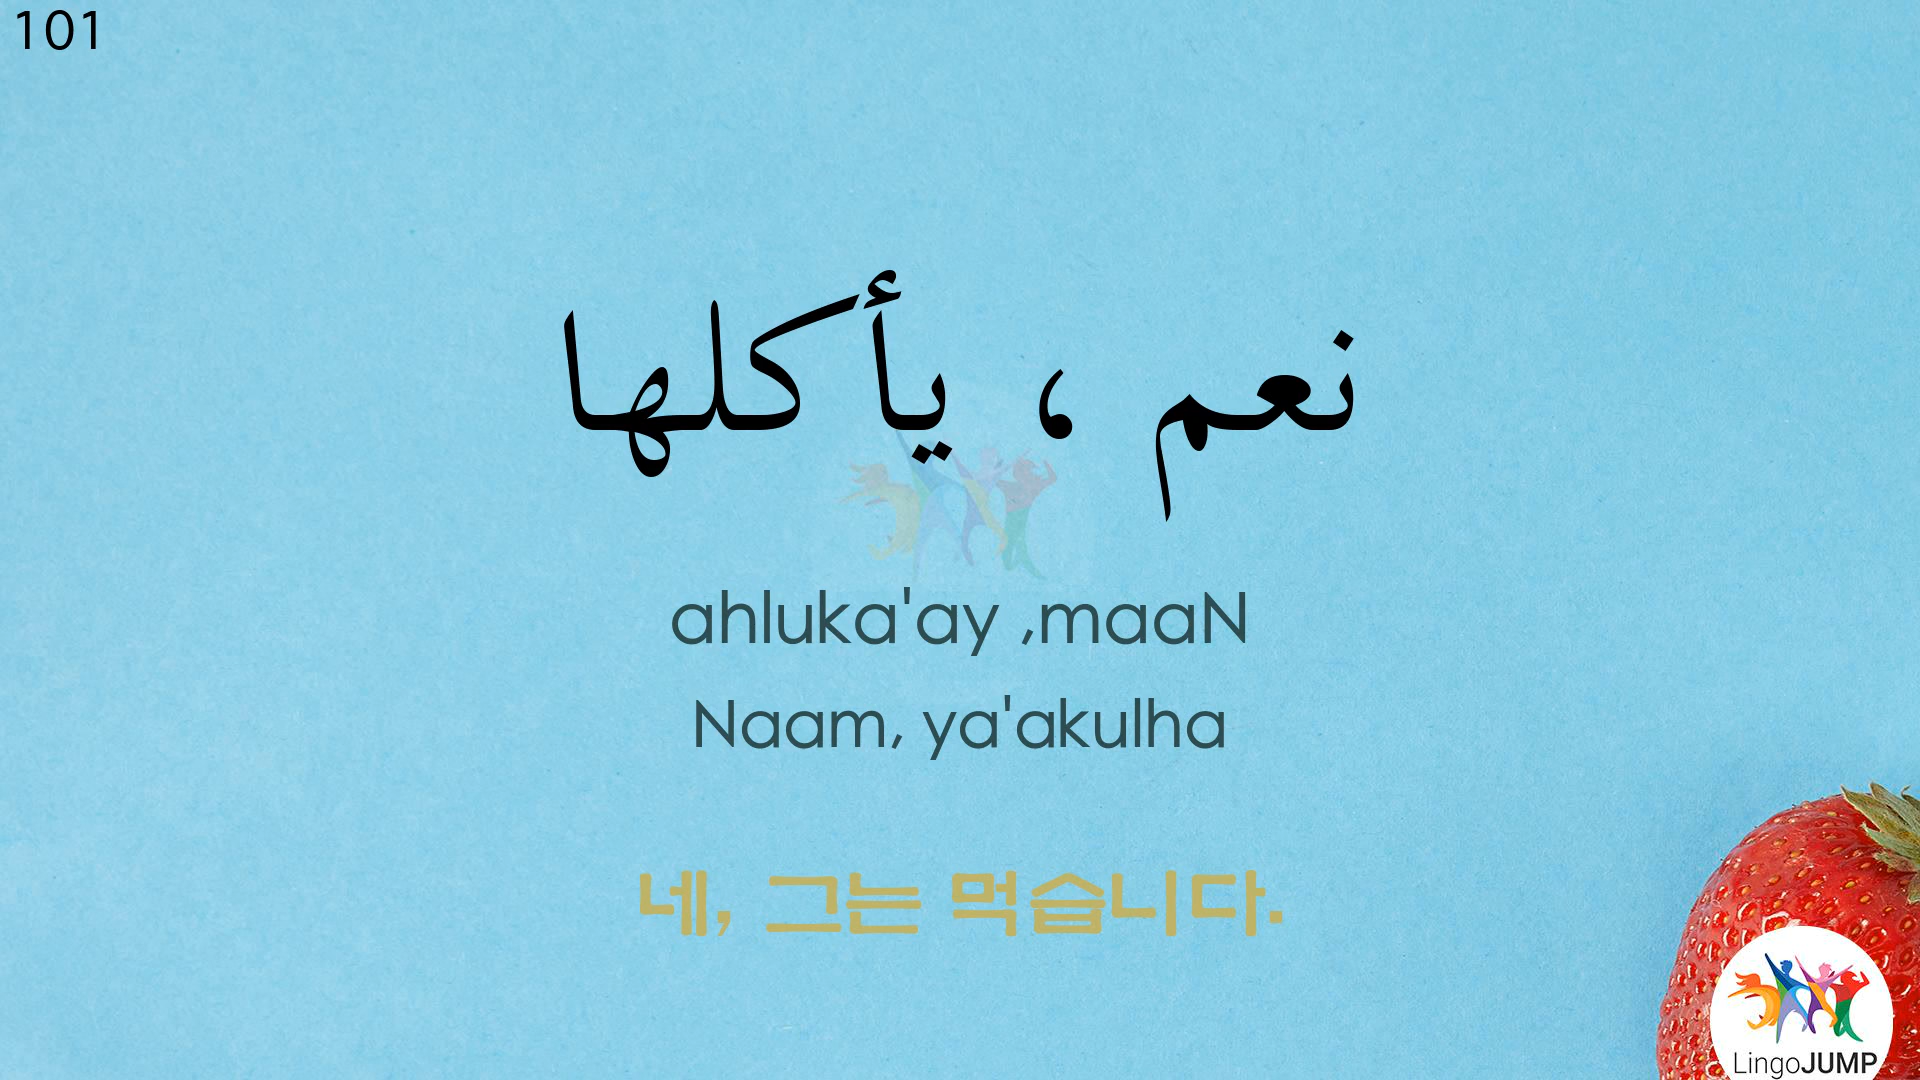 101
نعم ، يأكلها
ahluka'ay ,maaN
Naam, ya'akulha
네, 그는 먹습니다.
LingoJUMP